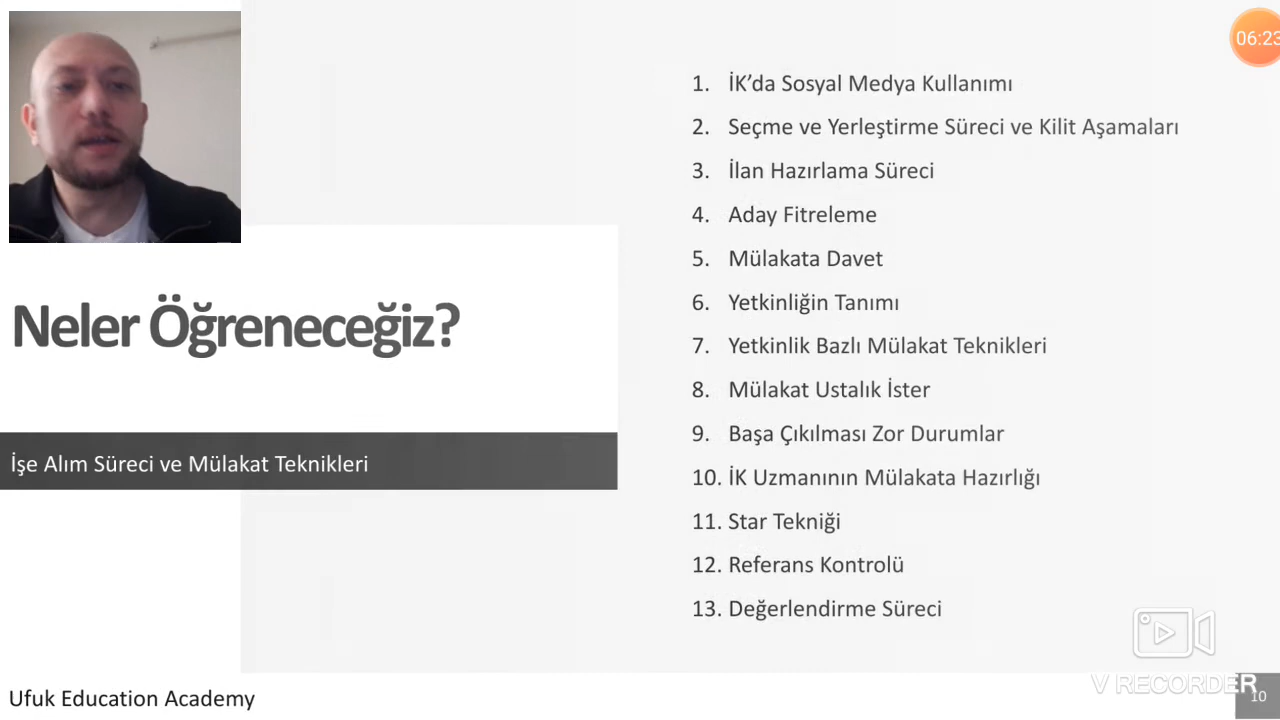 06:23
Neler Öğreneceğiz?
İşe Alım Süreci ve Mülakat Teknikleri
1. İK’da Sosyal Medya Kullanımı
2. Seçme ve Yerleştirme Süreci ve Kilit Aşamaları
3. İlan Hazırlama Süreci
4. Aday Fitreleme
5. Mülakata Davet
6. Yetkinliğin Tanımı
7. Yetkinlik Bazlı Mülakat Teknikleri
8. Mülakat Ustalık İster
9. Başa Çıkılması Zor Durumlar
10. İK Uzmanının Mülakata Hazırlığı
11. Star Tekniği
12. Referans Kontrolü
13. Değerlendirme Süreci
Ufuk Education Academy
V RECORDER
10